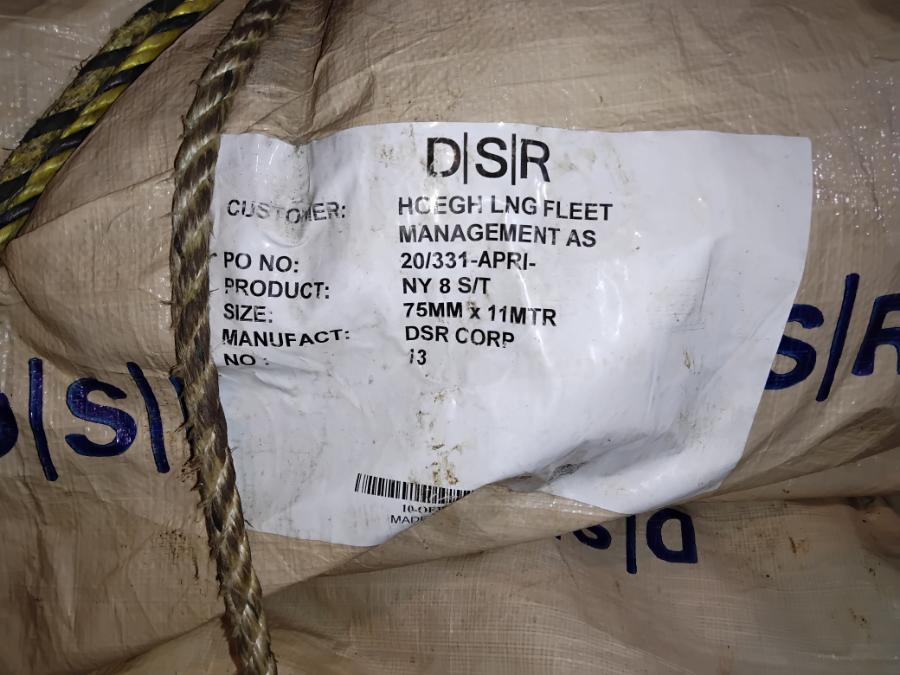 D|S|R
CUSTOMER: HOEGH LNG FLEET
MANAGEMENT AS
PO NO: 20/331-APRI-
PRODUCT: NY 8 S/T
SIZE: 75MM x 11MTR
MANUFACT: DSR CORP
NO : 13
S|R
|S|
D|S